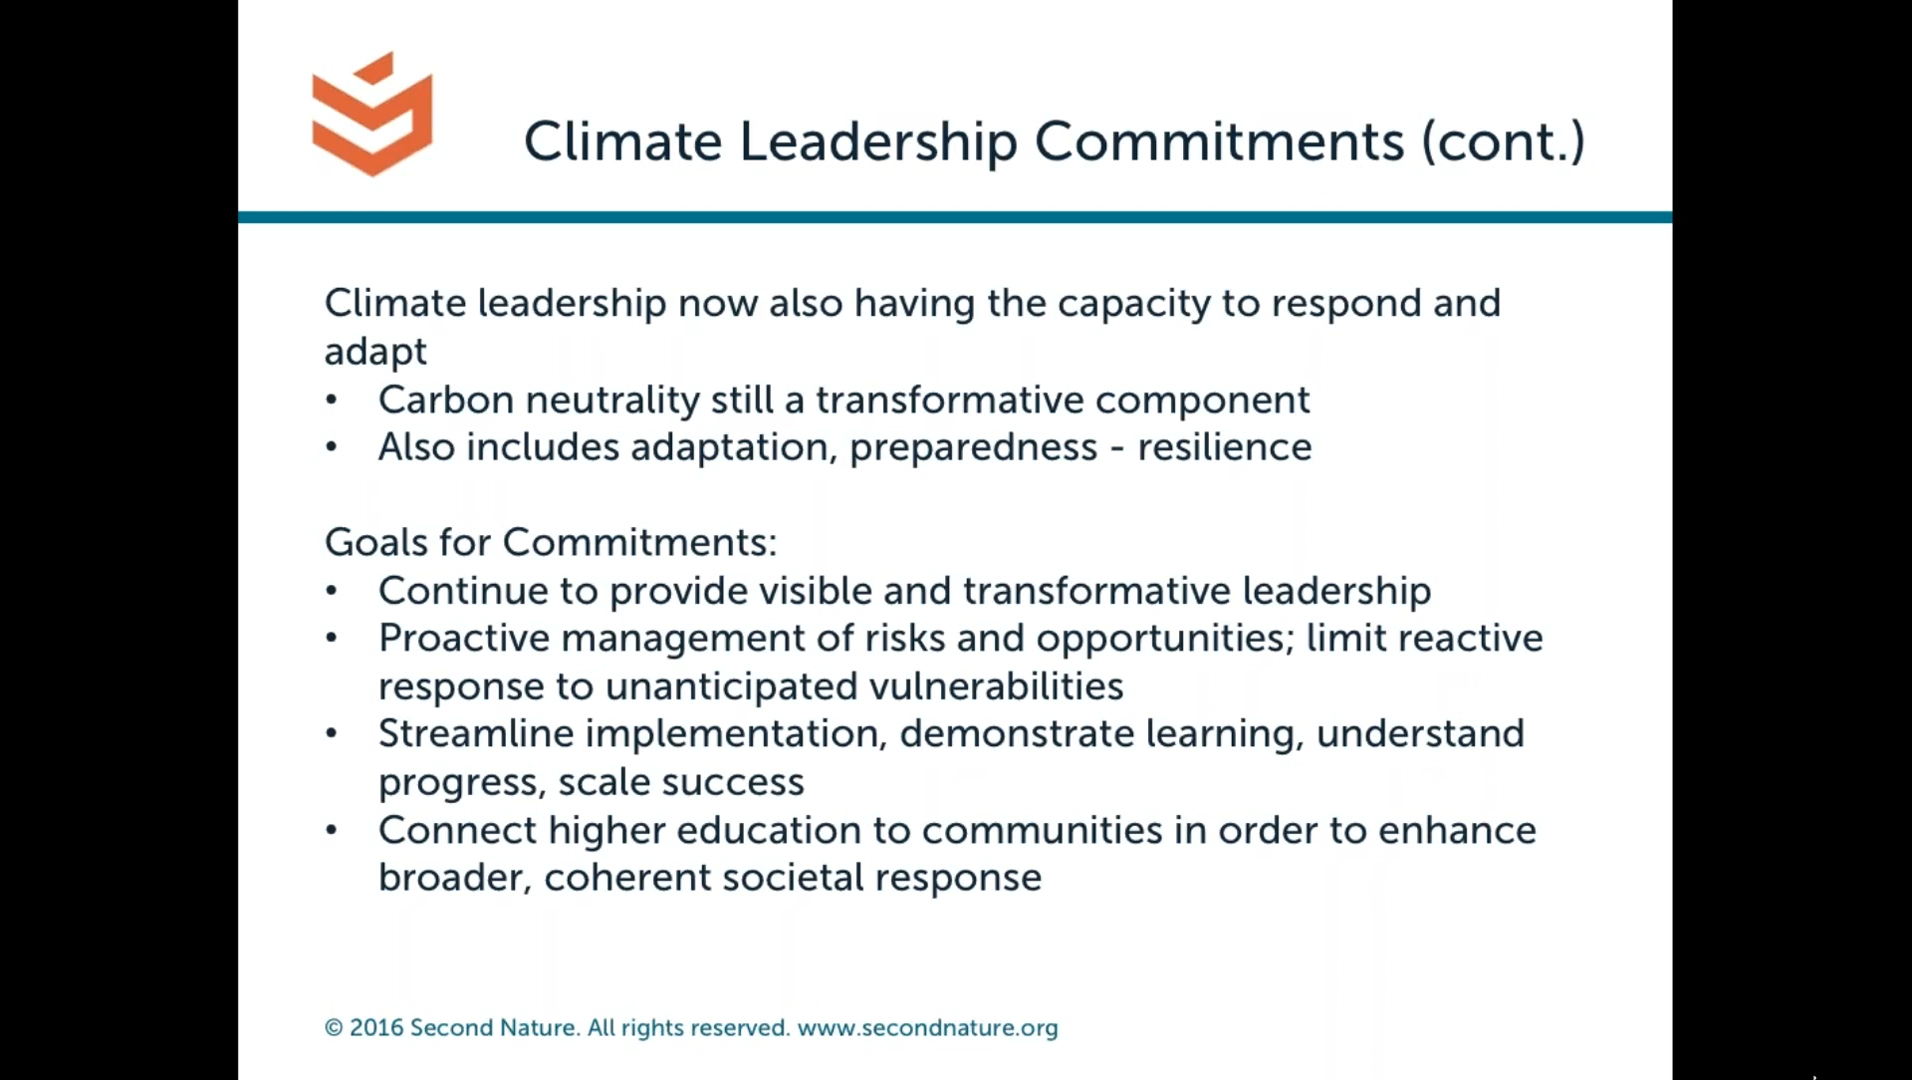 Climate Leadership Commitments (cont.)
Climate leadership now also having the capacity to respond and
adapt
• Carbon neutrality still a transformative component
• Also includes adaptation, preparedness - resilience
Goals for Commitments:
• Continue to provide visible and transformative leadership
• Proactive management of risks and opportunities; limit reactive
response to unanticipated vulnerabilities
• Streamline implementation, demonstrate learning, understand
progress, scale success
• Connect higher education to communities in order to enhance
broader, coherent societal response
© 2016 Second Nature. All rights reserved. www.secondnature.org